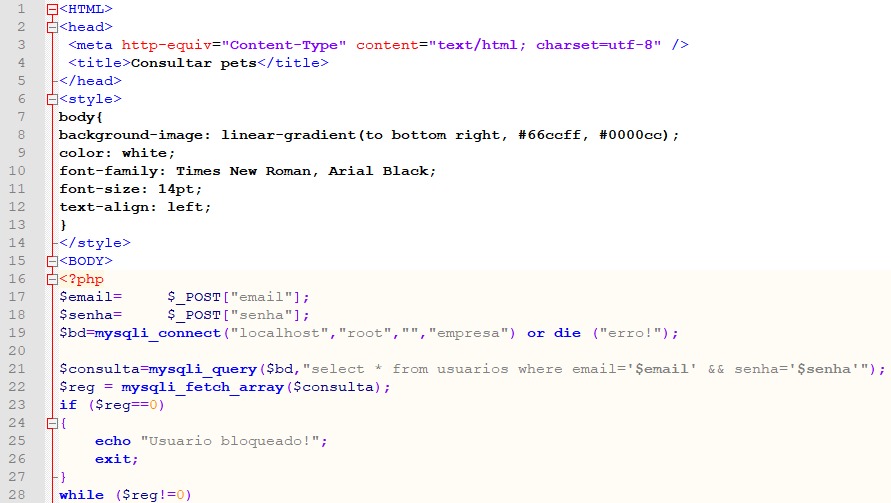 1 <HTML>
2 <head>
3 <meta http-equiv="Content-Type" content="text/html; charset=utf-8" />
4 <title>Consultar pets</title>
5 </head>
6 <style>
7 body{
8 background-image: linear-gradient(to bottom right, #66ccff, #0000cc);
9 color: white;
10 font-family: Times New Roman, Arial Black;
11 font-size: 14pt;
12 text-align: left;
13 }
14 </style>
15 <BODY>
16 <?php
17 $email=     $_POST["email"];
18 $senha=     $_POST["senha"];
19 $bd=mysqli_connect("localhost","root","","empresa") or die ("erro!");
20
21 $consulta=mysqli_query($bd,"select * from usuarios where email='$email' && senha='$senha'");
22 $reg = mysqli_fetch_array($consulta);
23 if ($reg==0)
24 {
25     echo "Usuario bloqueado!";
26     exit;
27 }
28 while ($reg!=0)